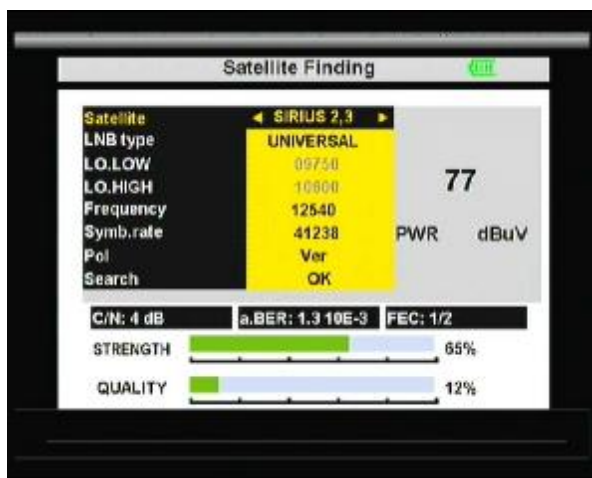 Satellite Finding
Satellite SIRIUS 2,3
LNB type UNIVERSAL
LO.LOW 09750
LO.HIGH 10600
Frequency 12540
Symb.rate 41238
Pol Ver
Search OK
77
PWR dBuV
C/N: 4 dB a.BER: 1.3 10E-3 FEC: 1/2
STRENGTH 65%
QUALITY 12%